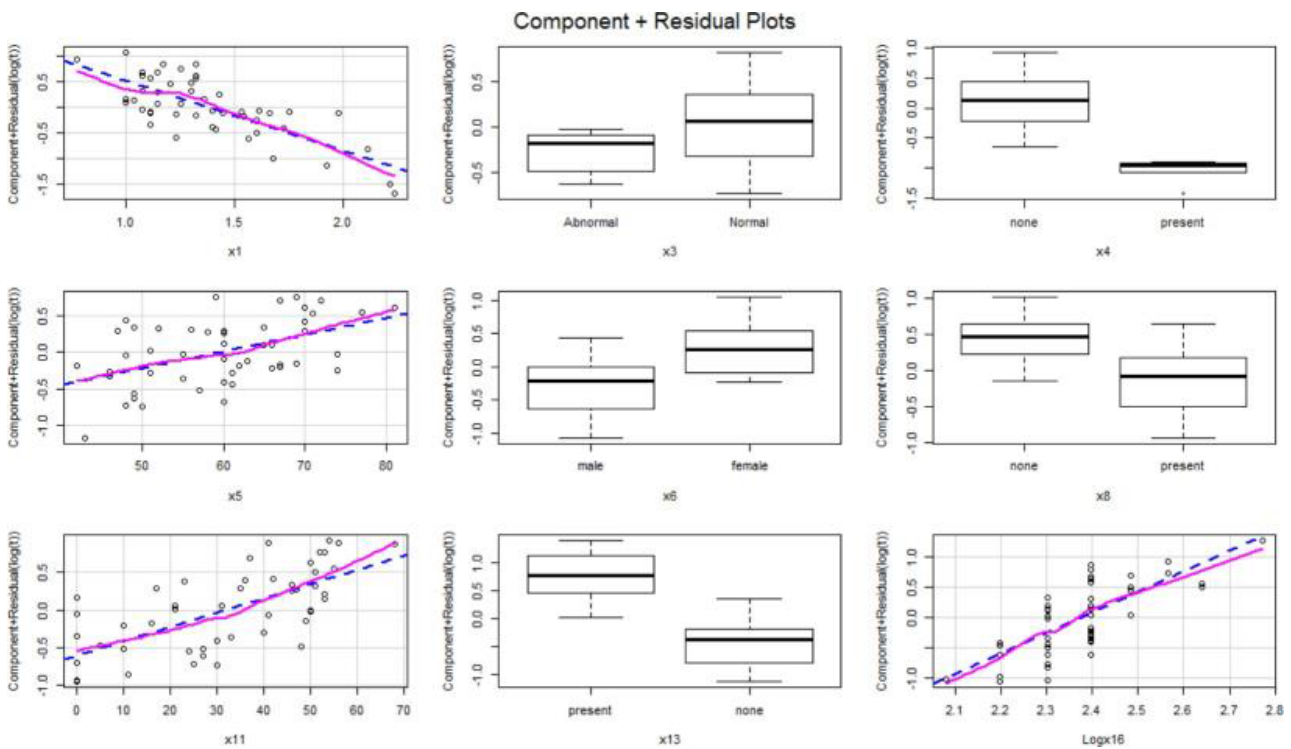 Component + Residual Plots
Component+Residual(log(t))
0.5
-0.5
-1.5
1.0 1.5 2.0
x1
Component+Residual(log(t))
0.5
0.0
-0.5
Abnormal Normal
x3
Component+Residual(log(t))
1.0
0.0
-0.5
-1.5
none present
x4
Component+Residual(log(t))
0.5
0.0
-0.5
-1.0
50 60 70 80
x5
Component+Residual(log(t))
1.0
0.5
0.0
-0.5
-1.0
male female
x6
Component+Residual(log(t))
1.0
0.5
0.0
-0.5
-1.0
none present
x8
Component+Residual(log(t))
0.5
0.0
-1.0
0 10 20 30 40 50 60 70
x11
Component+Residual(log(t))
1.0
0.5
0.0
-1.0
present none
x13
Component+Residual(log(t))
1.0
0.5
0.0
-1.0
2.1 2.2 2.3 2.4 2.5 2.6 2.7 2.8
Logx16